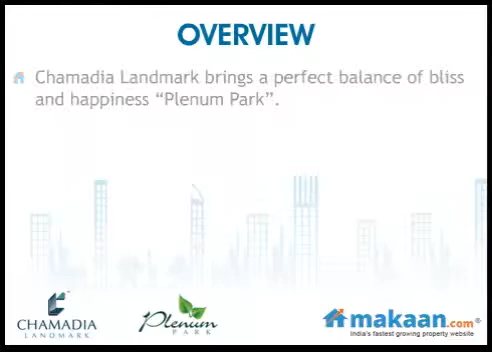 OVERVIEW
Chamadia Landmark brings a perfect balance of bliss
and happiness “Plenum Park”.
CHAMADIA
LANDMARK
Plenum
PARK
makaan.com®
India's fastest growing property website